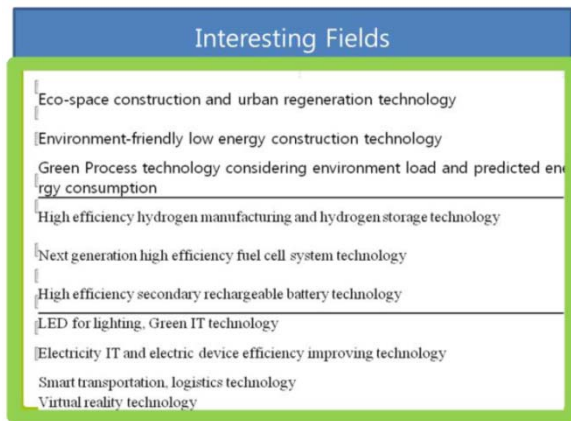 Interesting Fields
Eco-space construction and urban regeneration technology
Environment-friendly low energy construction technology
Green Process technology considering environment load and predicted ene
rgy consumption
High efficiency hydrogen manufacturing and hydrogen storage technology
Next generation high efficiency fuel cell system technology
High efficiency secondary rechargeable battery technology
LED for lighting, Green IT technology
Electricity IT and electric device efficiency improving technology
Smart transportation, logistics technology
Virtual reality technology